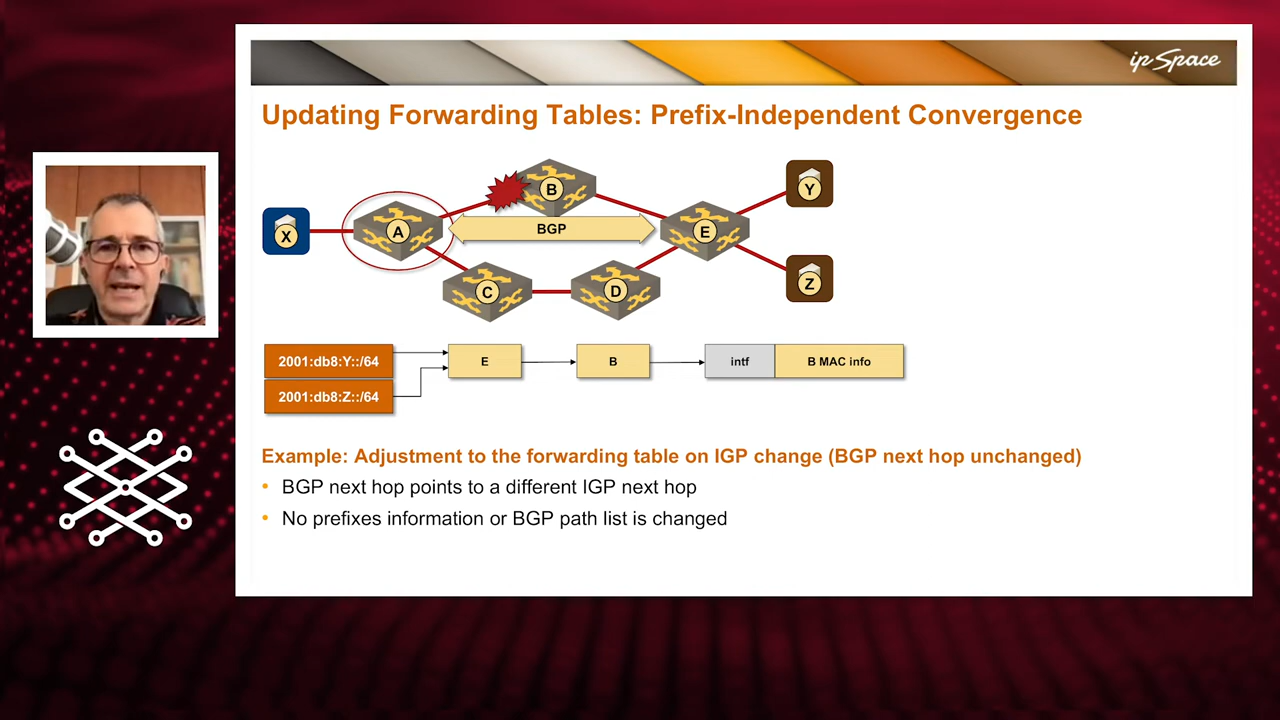 ip Space
Updating Forwarding Tables: Prefix-Independent Convergence
B
Y
X
A
BGP
E
C
D
Z
2001:db8:Y::/64
E
B
intf
B MAC info
2001:db8:Z::/64
Example: Adjustment to the forwarding table on IGP change (BGP next hop unchanged)
• BGP next hop points to a different IGP next hop
• No prefixes information or BGP path list is changed